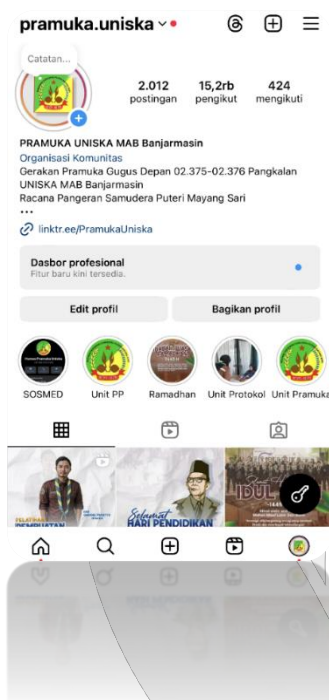 pramuka.uniska
Catatan...
2.012 15,2rb 424
postingan pengikut mengikuti
PRAMUKA UNISKA MAB Banjarmasin
Organisasi Komunitas
Gerakan Pramuka Gugus Depan 02.375-02.376 Pangkalan
UNISKA MAB Banjarmasin
Racana Pangeran Samudera Puteri Mayang Sari
...
linktr.ee/PramukaUniska
Dasbor profesional
Fitur baru kini tersedia.
Edit profil Bagikan profil
SOSMED Unit PP Ramadhan Unit Protokol Unit Pramuka
Selamat
HARI PENDIDIKAN
IDUL